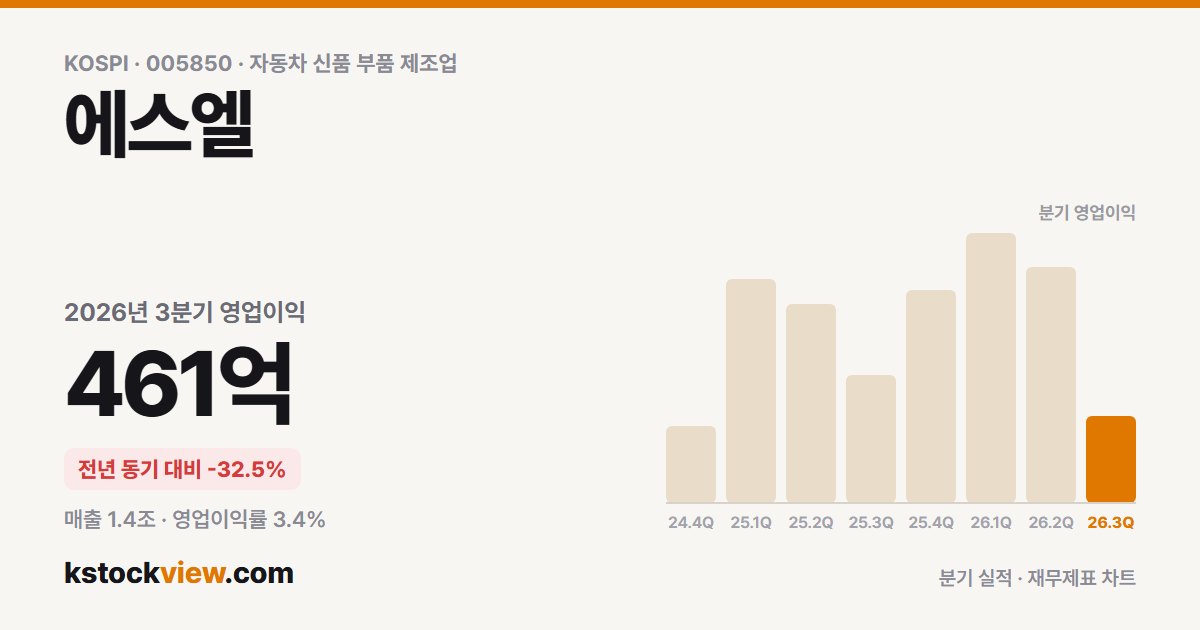 KOSPI · 005850 · 자동차 신품 부품 제조업
에스엘
분기 영업이익
2026년 3분기 영업이익
461억
전년 동기 대비 -32.5%
매출 1.4조 · 영업이익률 3.4%
24.4Q 25.1Q 25.2Q 25.3Q 25.4Q 26.1Q 26.2Q 26.3Q
kstockview.com
분기 실적 · 재무제표 차트